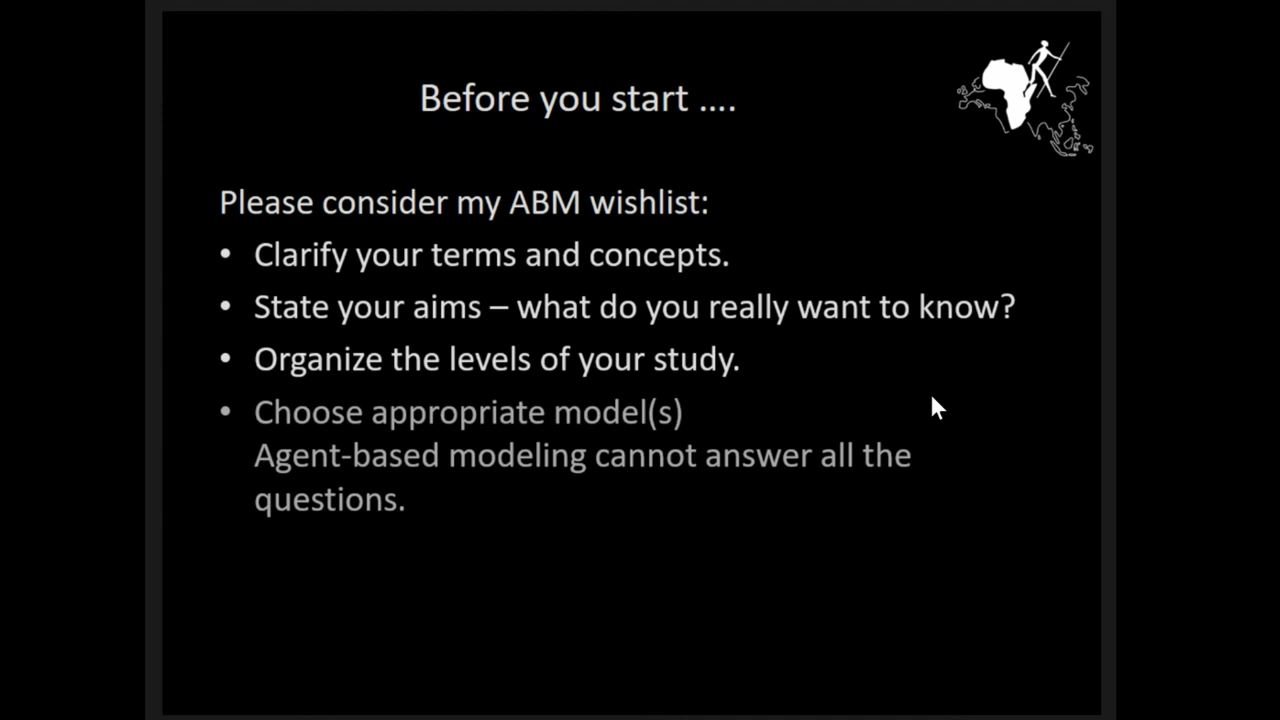 Before you start ....
Please consider my ABM wishlist:
• Clarify your terms and concepts.
• State your aims – what do you really want to know?
• Organize the levels of your study.
• Choose appropriate model(s)
Agent-based modeling cannot answer all the
questions.